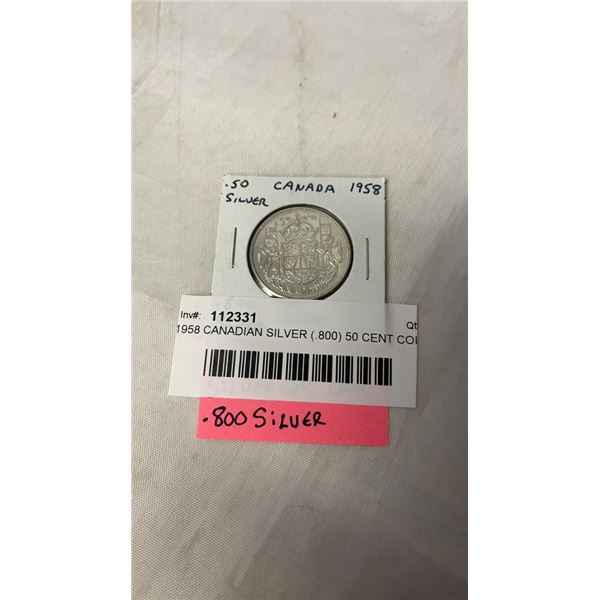 .50 CANADA 1958
SILVER
Inv#: 112331 Qt
1958 CANADIAN SILVER (.800) 50 CENT COI
.800 SILVER